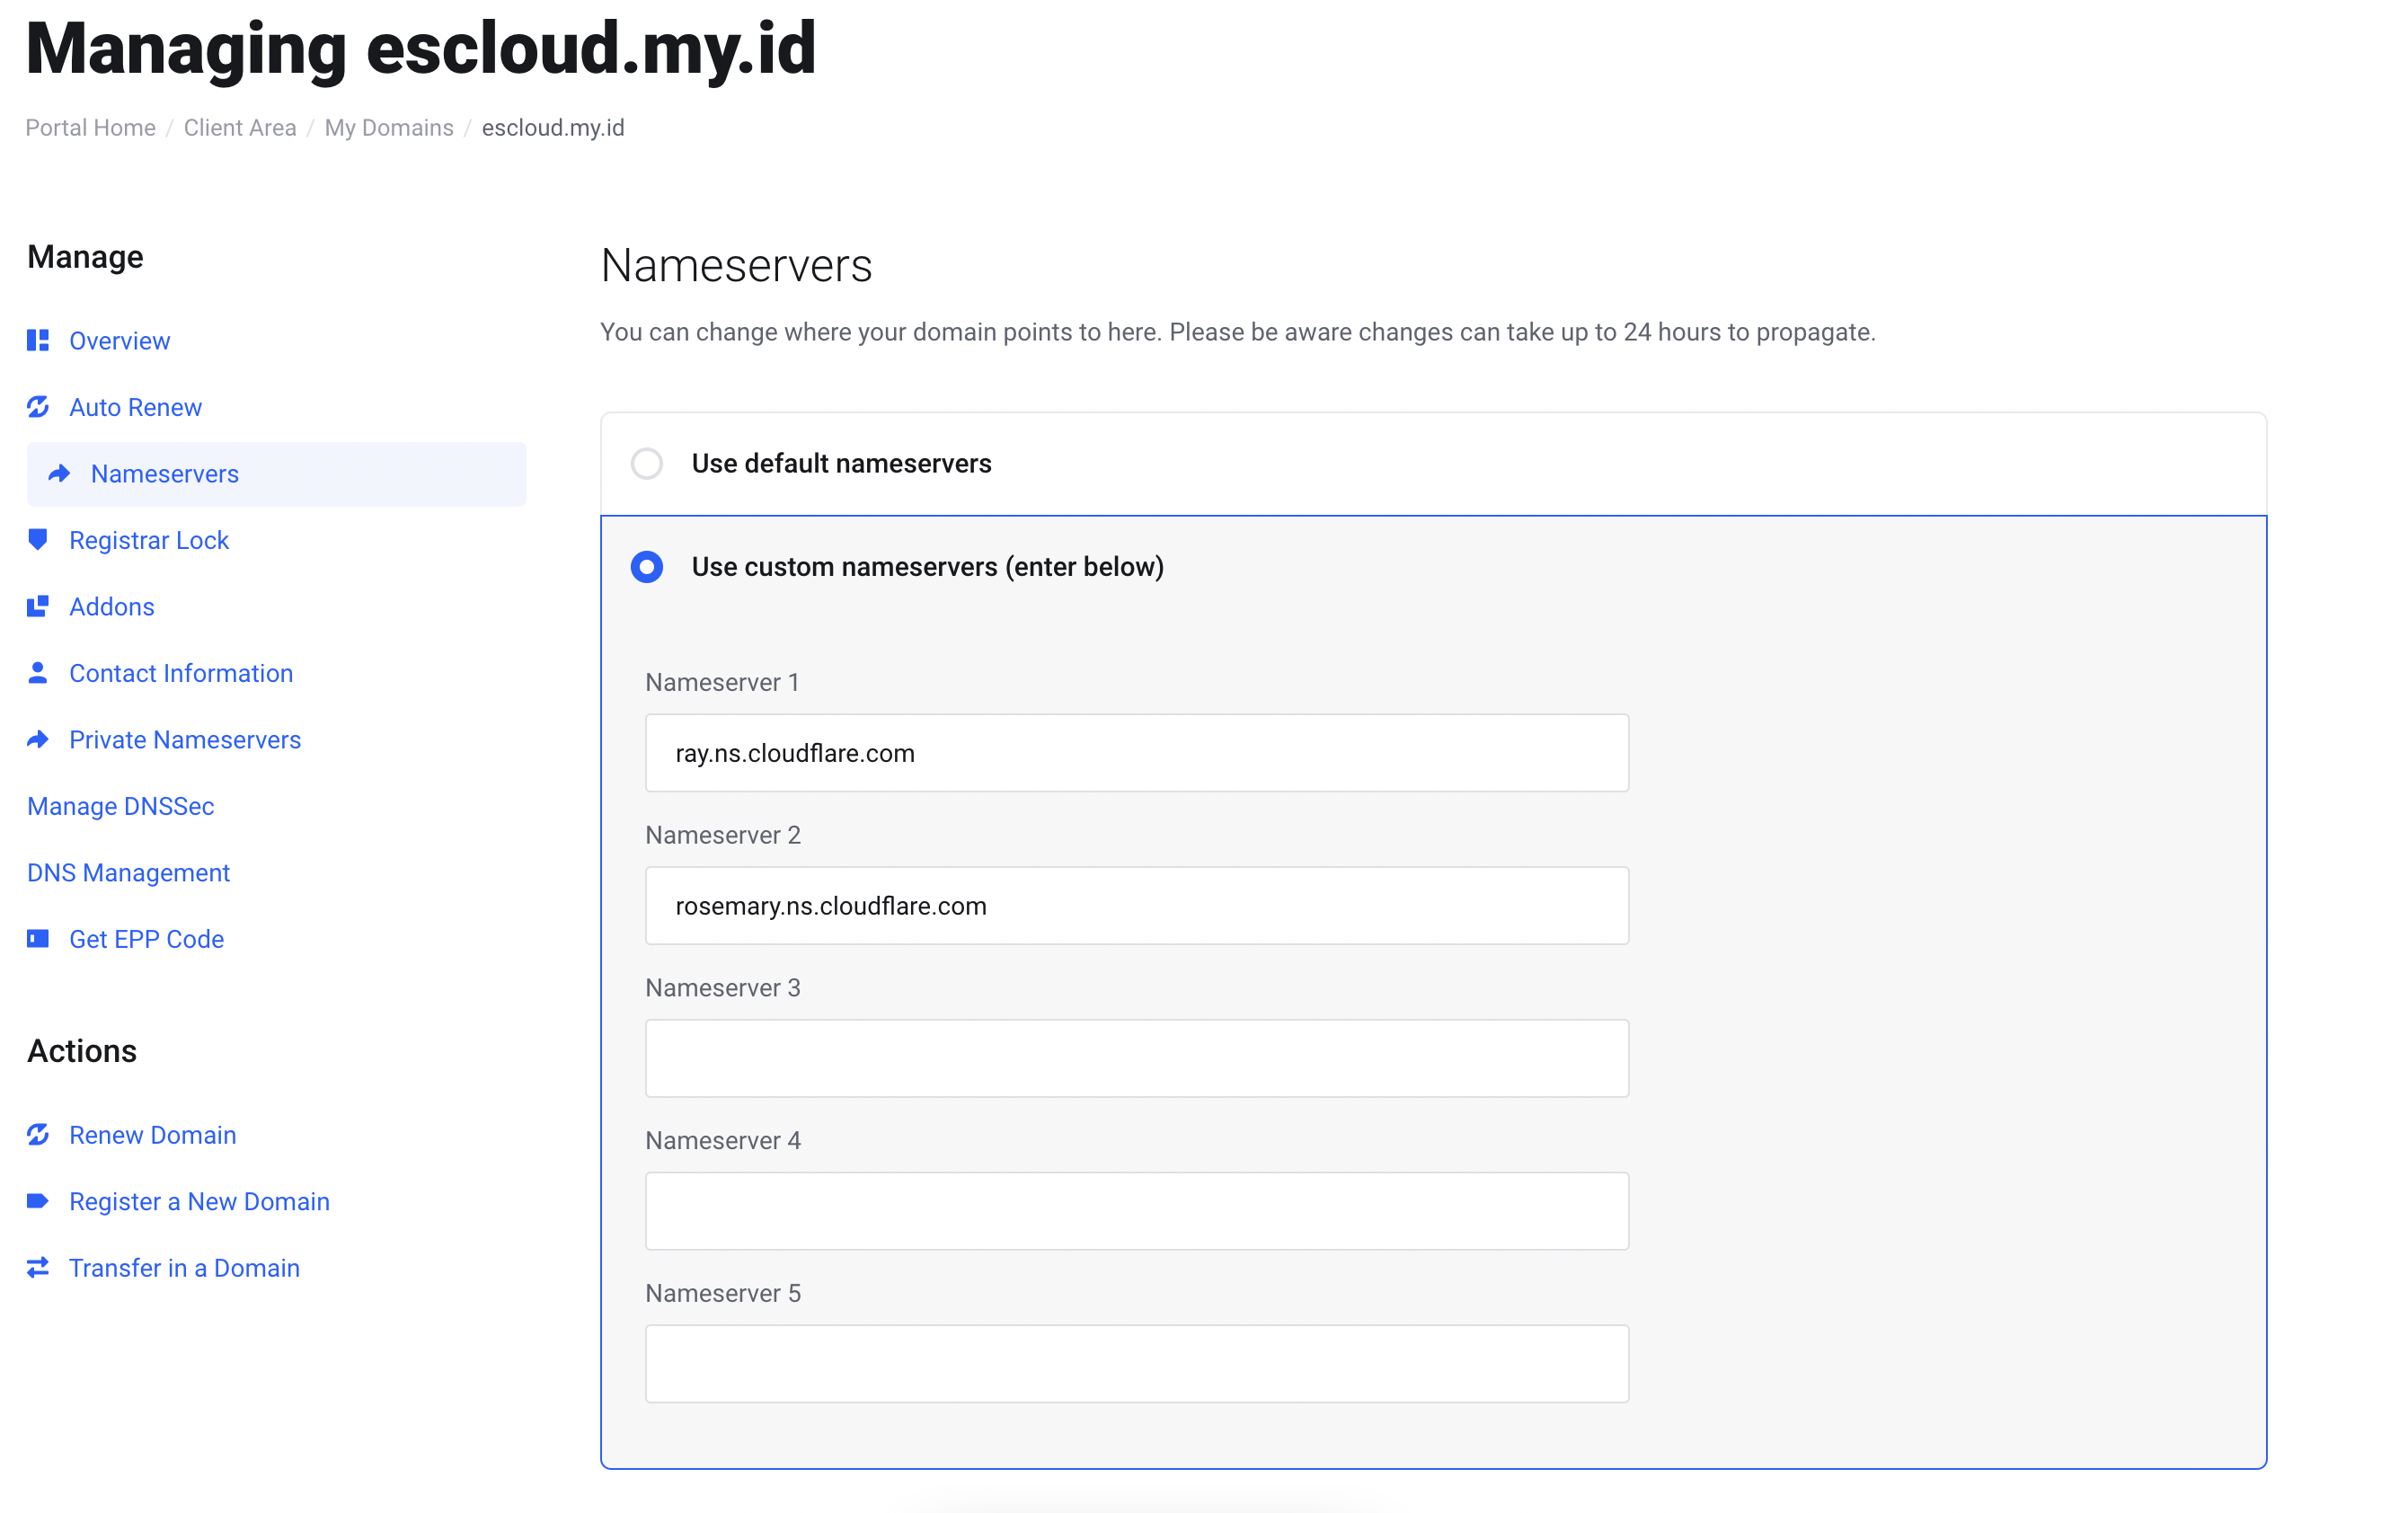 Managing escloud.my.id
Portal Home / Client Area / My Domains / escloud.my.id
Manage
Overview
Auto Renew
Nameservers
Registrar Lock
Addons
Contact Information
Private Nameservers
Manage DNSSec
DNS Management
Get EPP Code
Actions
Renew Domain
Register a New Domain
Transfer in a Domain
Nameservers
You can change where your domain points to here. Please be aware changes can take up to 24 hours to propagate.
Use default nameservers
Use custom nameservers (enter below)
Nameserver 1
ray.ns.cloudflare.com
Nameserver 2
rosemary.ns.cloudflare.com
Nameserver 3
Nameserver 4
Nameserver 5